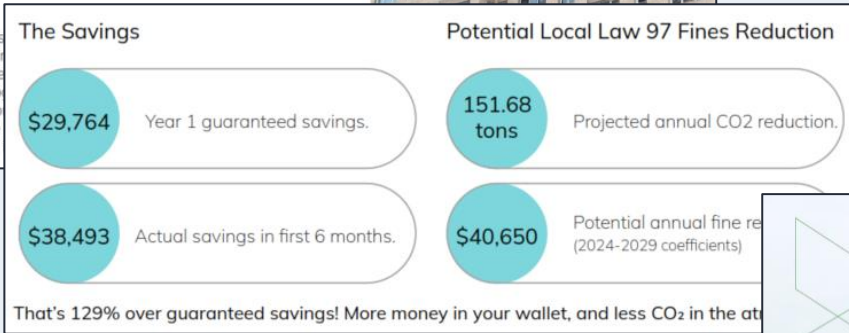 The Savings
$29,764
Year 1 guaranteed savings.
$38,493
Actual savings in first 6 months.
Potential Local Law 97 Fines Reduction
151.68
tons
Projected annual CO2 reduction.
$40,650
Potential annual fine
(2024-2029 coefficients)
That's 129% over guaranteed savings! More money in your wallet, and less CO₂ in the